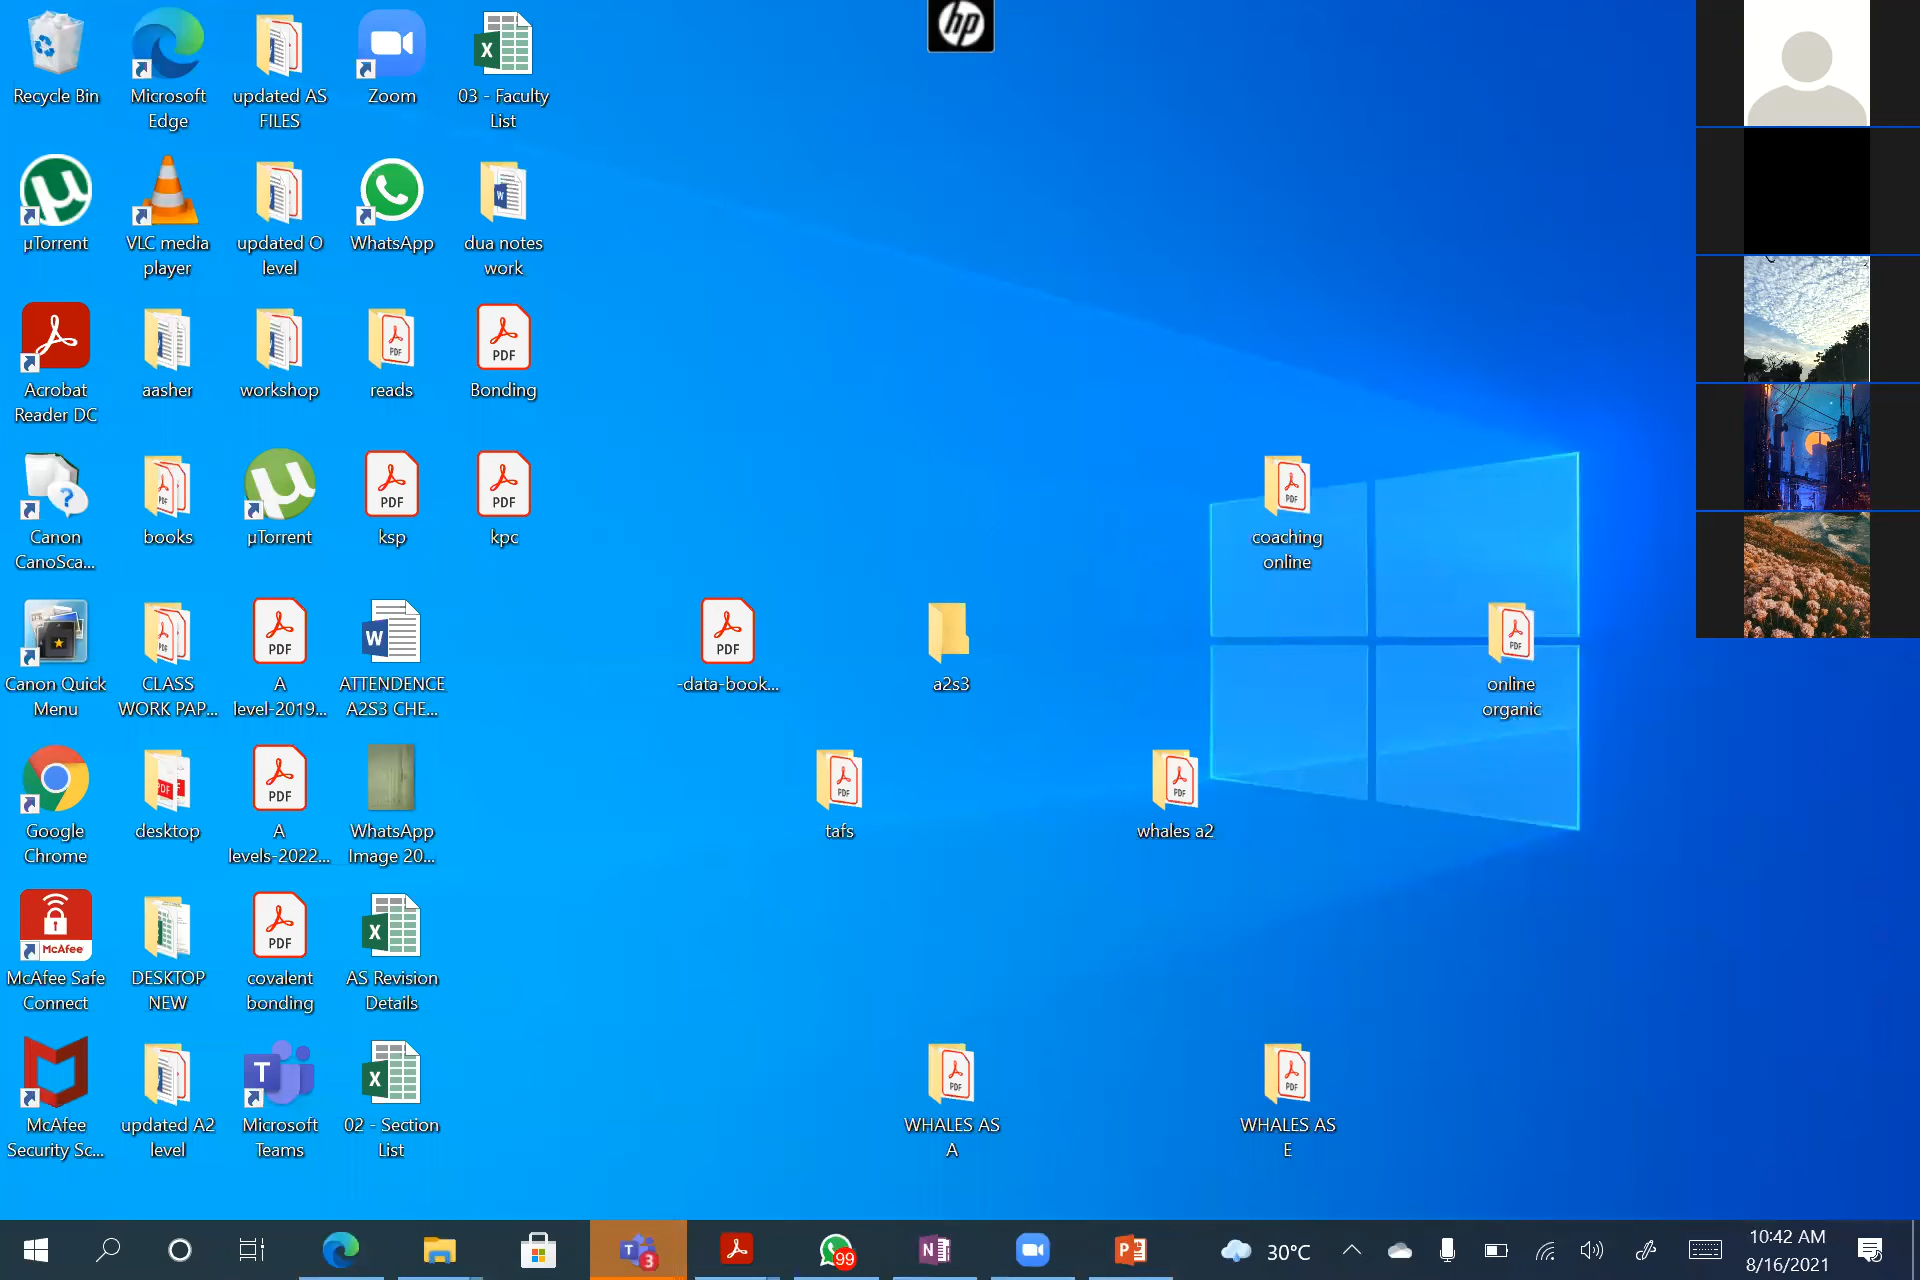 Recycle Bin
Microsoft
Edge
updated AS
FILES
Zoom
03 - Faculty
List
µTorrent
VLC media
player
updated O
level
WhatsApp
dua notes
work
Acrobat
Reader DC
aasher
workshop
reads
Bonding
Canon
CanoSca...
books
µTorrent
ksp
kpc
coaching
online
Canon Quick
Menu
CLASS
WORK PAP...
A
level-2019...
ATTENDENCE
A2S3 CHE...
-data-book...
a2s3
online
organic
Google
Chrome
desktop
A
levels-2022...
WhatsApp
Image 20...
tafs
whales a2
McAfee
McAfee Safe
Connect
DESKTOP
NEW
covalent
bonding
AS Revision
Details
McAfee
Security Sc...
updated A2
level
Microsoft
Teams
02 - Section
List
WHALES AS
A
WHALES AS
E
hp
PDF
PDF
PDF
PDF
PDF
PDF
PDF
PDF
3
99
30°C
10:42 AM
8/16/2021